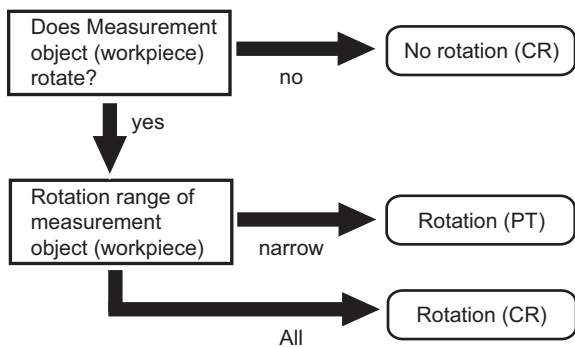 Does Measurement
object (workpiece)
rotate?
no
No rotation (CR)
yes
Rotation range of
measurement
object (workpiece)
narrow
Rotation (PT)
All
Rotation (CR)